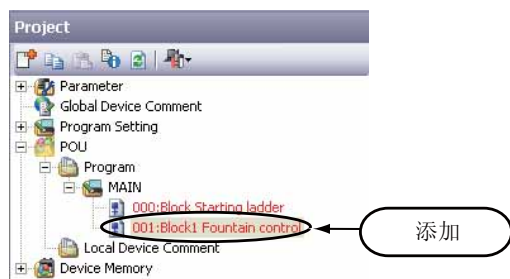 Project
Parameter
Global Device Comment
Program Setting
POU
Program
MAIN
000:Block Starting ladder
001:Block1 Fountain control
添加
Local Device Comment
Device Memory